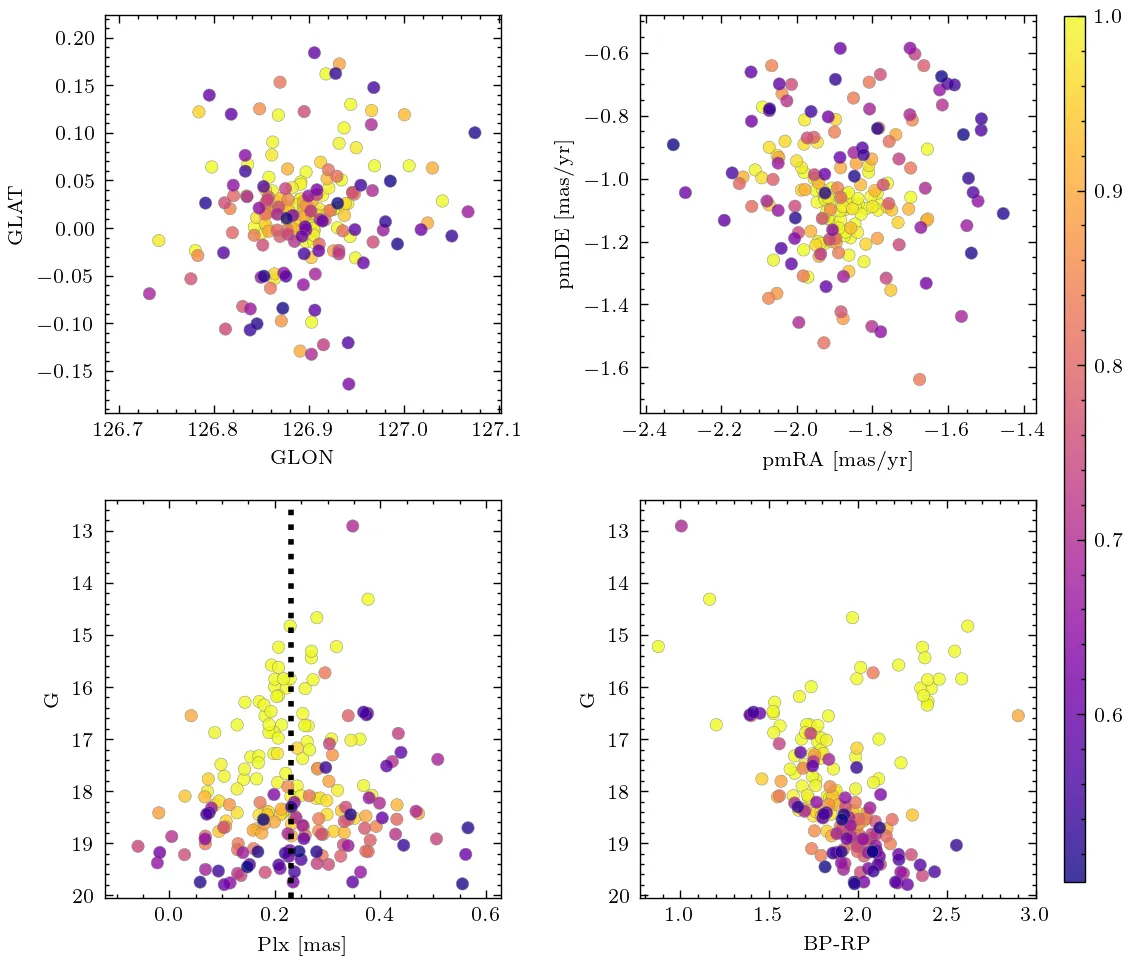 0.20
0.15
0.10
0.05
0.00
−0.05
−0.10
−0.15
GLAT
126.7 126.8 126.9 127.0 127.1
GLON
−0.6
−0.8
−1.0
−1.2
−1.4
−1.6
pmDE [mas/yr]
−2.4 −2.2 −2.0 −1.8 −1.6 −1.4
pmRA [mas/yr]
1.0
0.9
0.8
0.7
0.6
13
14
15
16
17
18
19
20
G
0.0 0.2 0.4 0.6
Plx [mas]
13
14
15
16
17
18
19
20
G
1.0 1.5 2.0 2.5 3.0
BP-RP